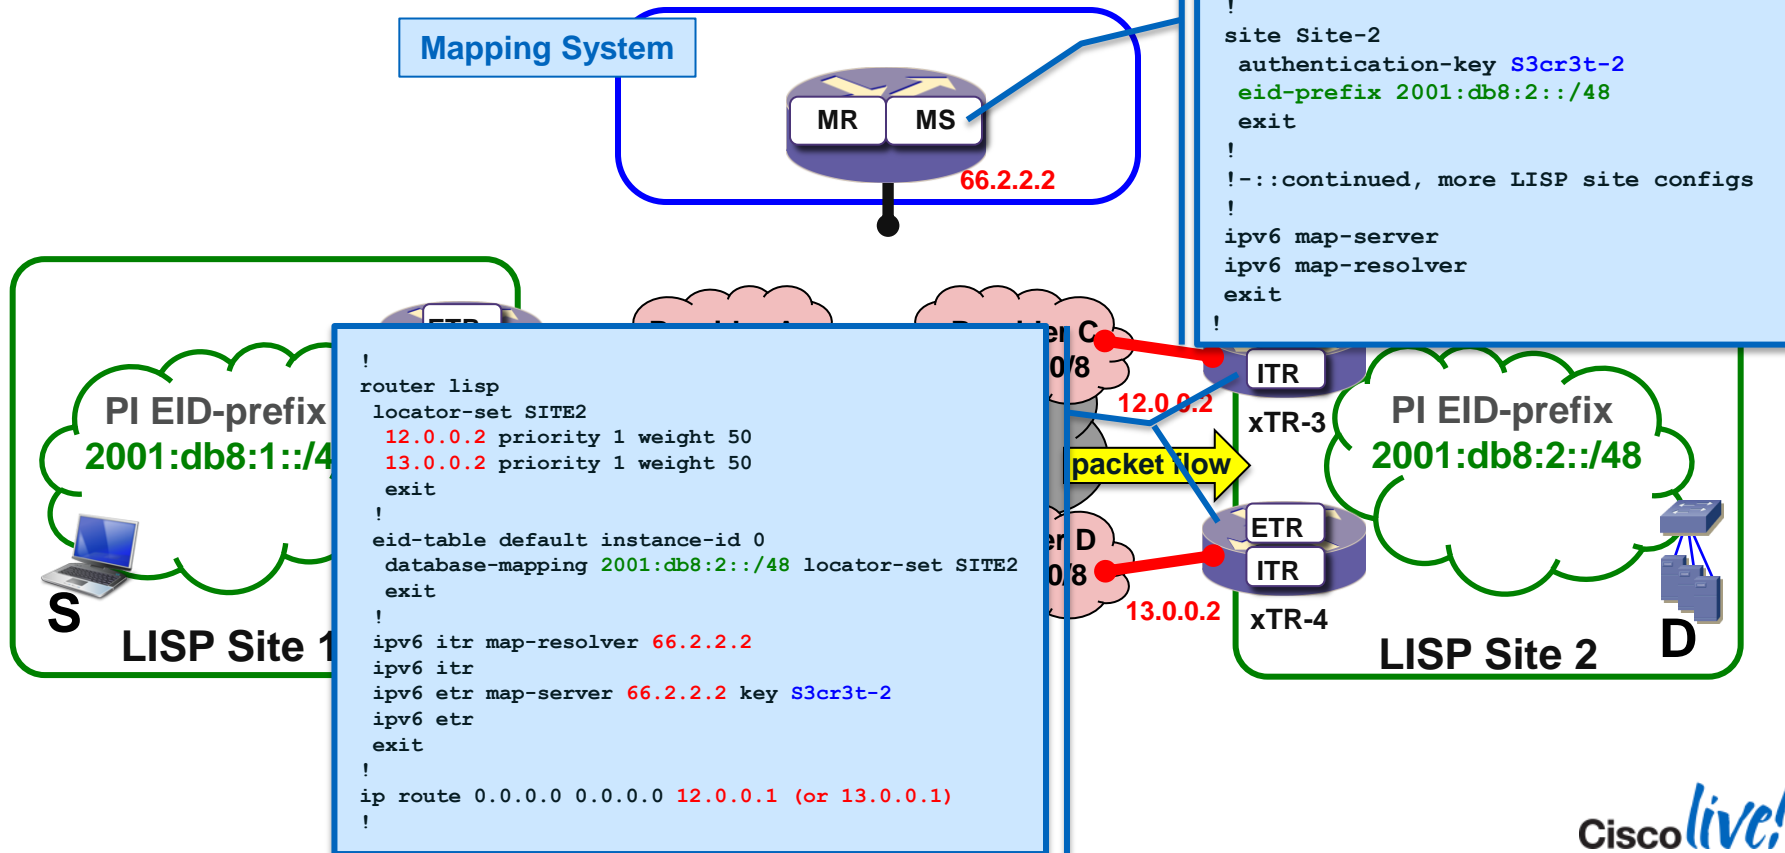 Mapping System
MR
MS
66.2.2.2
!
site Site-2
authentication-key S3cr3t-2
eid-prefix 2001:db8:2::/48
exit
!
!-::continued, more LISP site configs
!
ipv6 map-server
ipv6 map-resolver
exit
!
PI EID-prefix
2001:db8:1::/4
S
LISP Site 1
!
router lisp
locator-set SITE2
12.0.0.2 priority 1 weight 50
13.0.0.2 priority 1 weight 50
exit
!
eid-table default instance-id 0
database-mapping 2001:db8:2::/48 locator-set SITE2
exit
!
ipv6 itr map-resolver 66.2.2.2
ipv6 itr
ipv6 etr map-server 66.2.2.2 key S3cr3t-2
ipv6 etr
exit
!
ip route 0.0.0.0 0.0.0.0 12.0.0.1 (or 13.0.0.1)
!
er C
0/8
12.0.0.2
ITR
xTR-3
packet flow
er D
0/8
13.0.0.2
ETR
ITR
xTR-4
PI EID-prefix
2001:db8:2::/48
D
LISP Site 2
Cisco live!